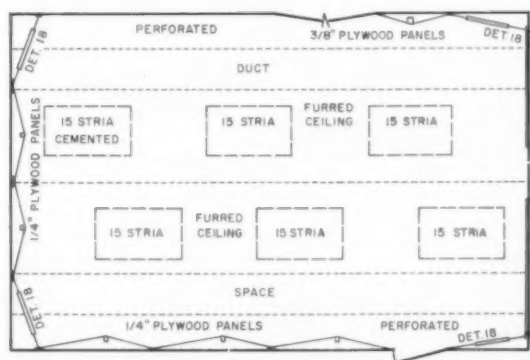 PERFORATED
3/8" PLYWOOD PANELS
DET. 18
DET. 18
DUCT
1/4" PLYWOOD PANELS
15 STRIA
CEMENTED
15 STRIA
FURRED
CEILING
15 STRIA
15 STRIA
FURRED
CEILING
15 STRIA
15 STRIA
SPACE
DET. 18
1/4" PLYWOOD PANELS
PERFORATED
DET. 18